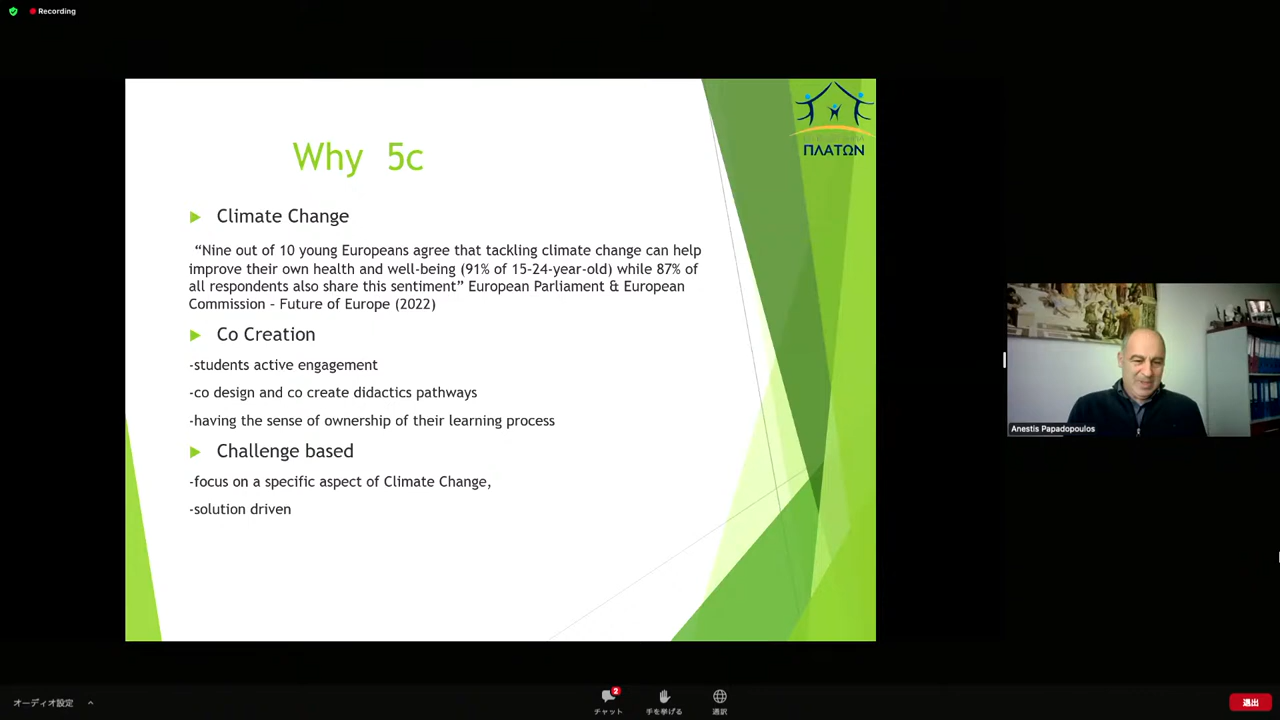 Recording
ΠΛΑΤΩΝ
Why 5c
Climate Change
“Nine out of 10 young Europeans agree that tackling climate change can help
improve their own health and well-being (91% of 15-24-year-old) while 87% of
all respondents also share this sentiment” European Parliament & European
Commission - Future of Europe (2022)
Co Creation
-students active engagement
-co design and co create didactics pathways
-having the sense of ownership of their learning process
Challenge based
-focus on a specific aspect of Climate Change,
-solution driven
Anestis Papadopoulos
オーディオ設定
2
チャット
手を挙げる
通訳
退出